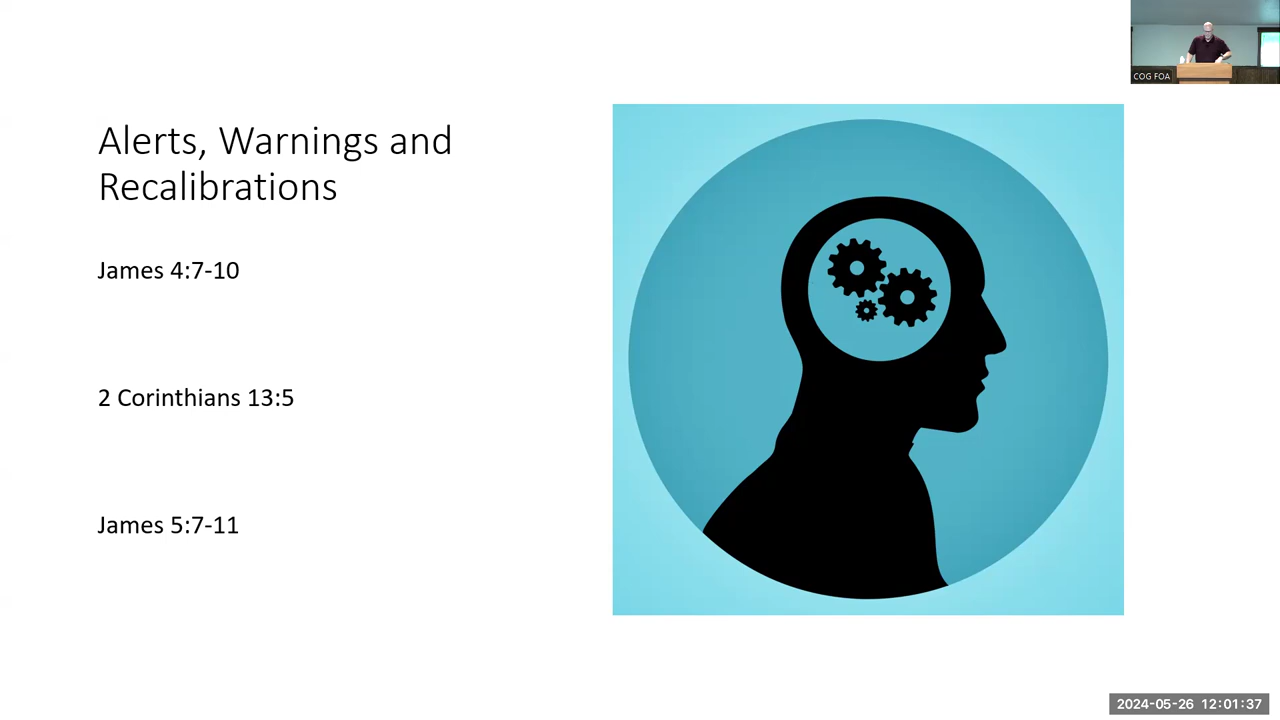 COG FOA
Alerts, Warnings and
Recalibrations
James 4:7-10
2 Corinthians 13:5
James 5:7-11
2024-05-26 12:01:37